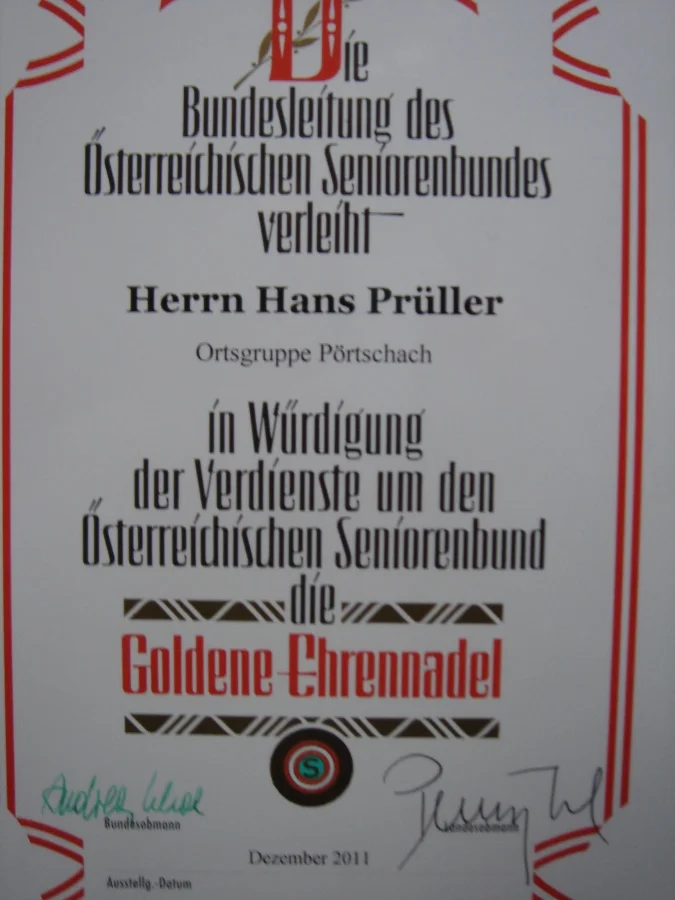 Die
Bundesleitung des
Österreichischen Seniorenbundes
verleiht
Herrn Hans Prüller
Ortsgruppe Pörtschach
in Würdigung
der Verdienste um den
Österreichischen Seniorenbund
die
Goldene Ehrennadel
S
Bundesobmann
Landesobmann
Dezember 2011
Ausstellg.-Datum